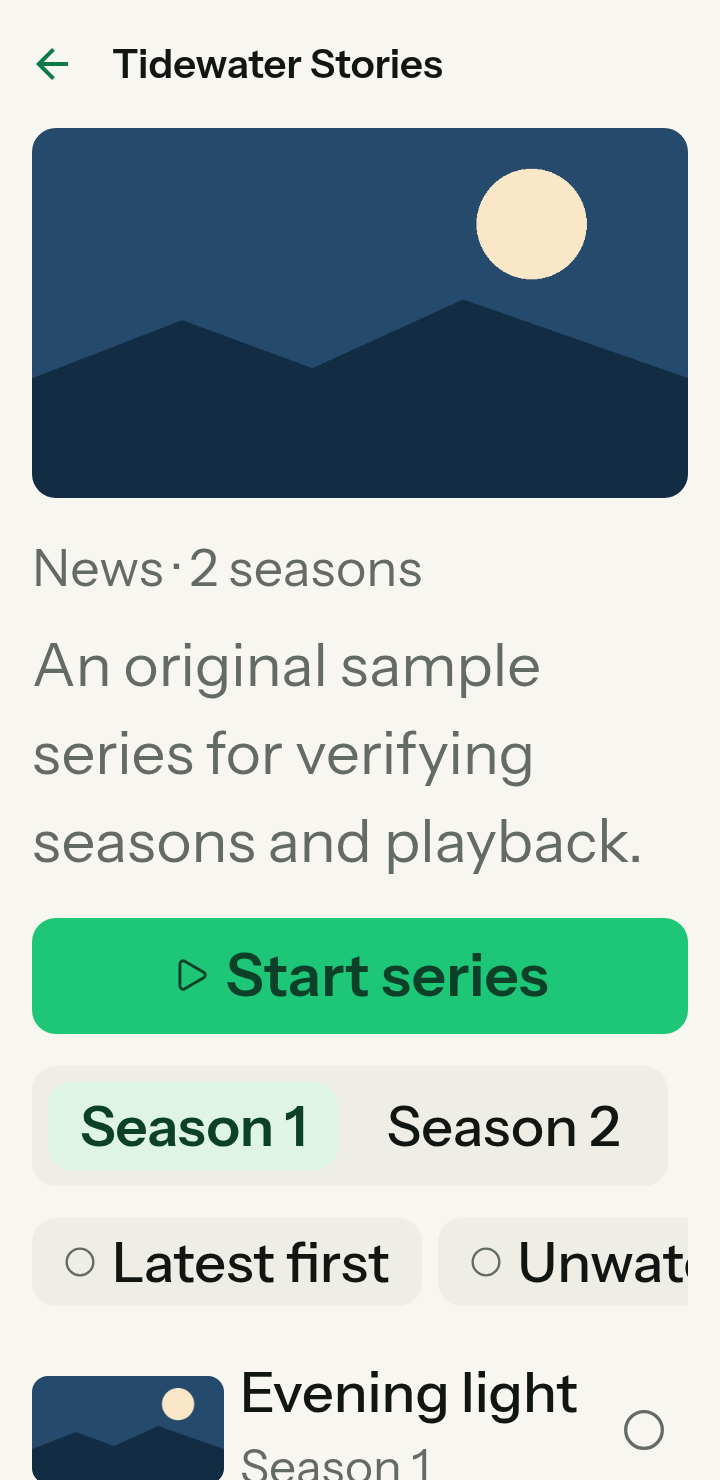 Tidewater Stories
News · 2 seasons
An original sample
series for verifying
seasons and playback.
Start series
Season 1 Season 2
Latest first
Evening light
Season 1